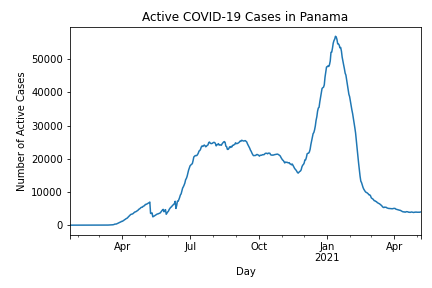 Active COVID-19 Cases in Panama
Number of Active Cases
50000
40000
30000
20000
10000
0
Apr
Jul
Oct
Jan
2021
Apr
Day